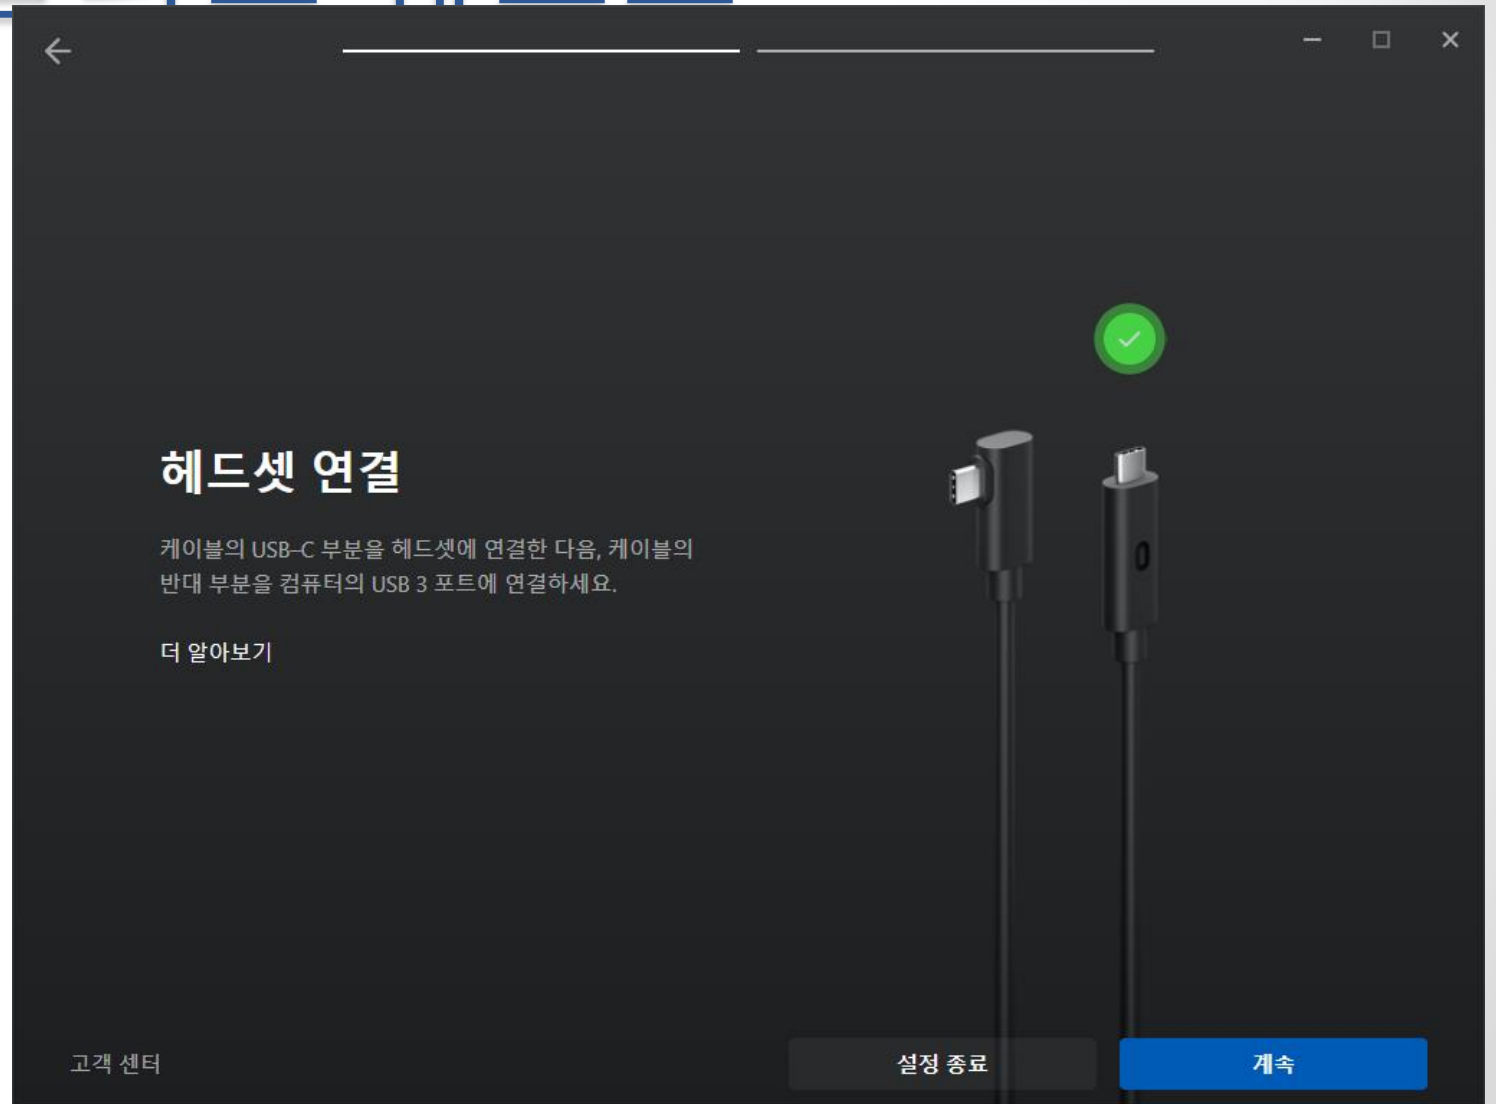 헤드셋 연결
케이블의 USB-C 부분을 헤드셋에 연결한 다음, 케이블의
반대 부분을 컴퓨터의 USB 3 포트에 연결하세요.
더 알아보기
고객 센터
설정 종료
계속